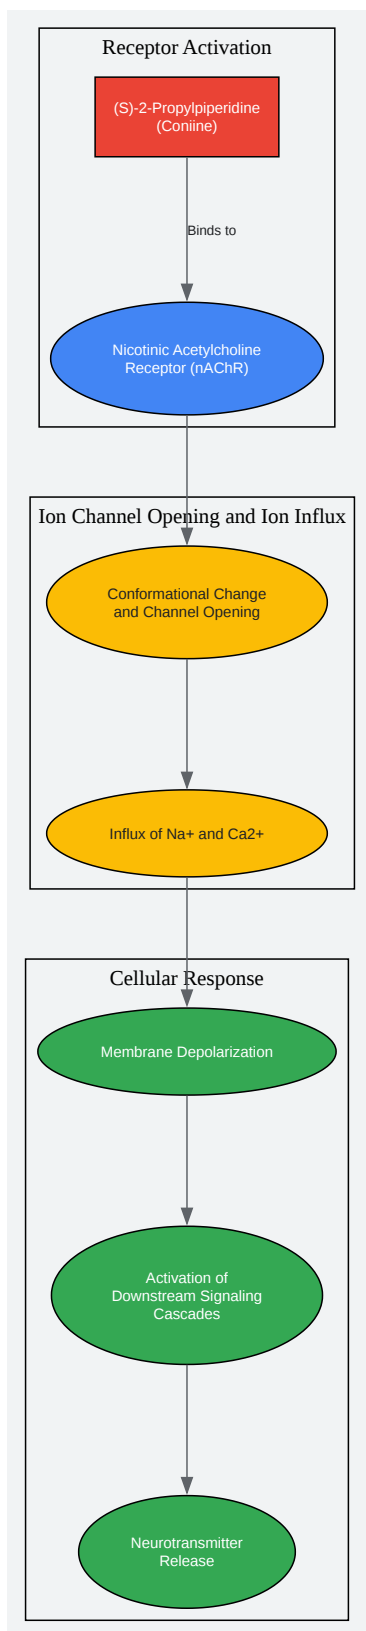 Receptor Activation
(S)-2-Propylpiperidine
(Coniine)
Binds to
Nicotinic Acetylcholine
Receptor (nAChR)
Ion Channel Opening and Ion Influx
Conformational Change
and Channel Opening
Influx of Na+ and Ca2+
Cellular Response
Membrane Depolarization
Activation of
Downstream Signaling
Cascades
Neurotransmitter
Release